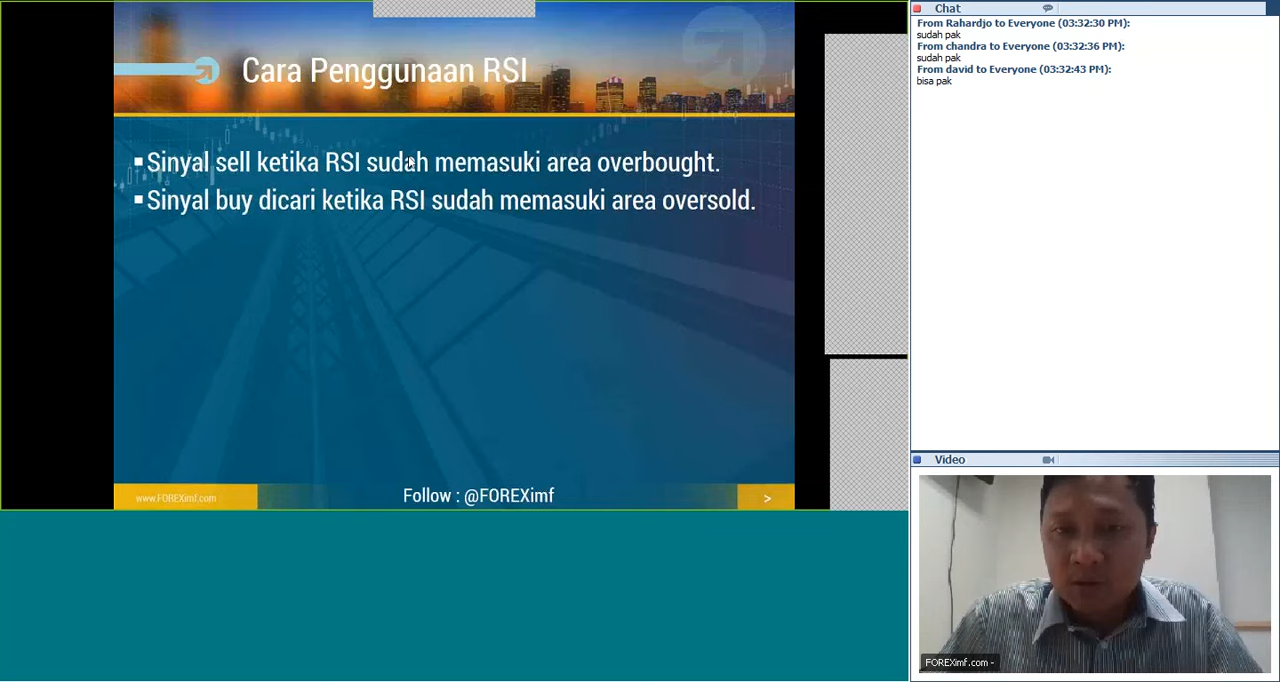 Cara Penggunaan RSI
▪Sinyal sell ketika RSI sudah memasuki area overbought.
▪Sinyal buy dicari ketika RSI sudah memasuki area oversold.
www.FOREXimf.com
Follow : @FOREXimf
>
Chat
From Rahardjo to Everyone (03:32:30 PM):
sudah pak
From chandra to Everyone (03:32:36 PM):
sudah pak
From david to Everyone (03:32:43 PM):
bisa pak
Video
FOREXimf.com -